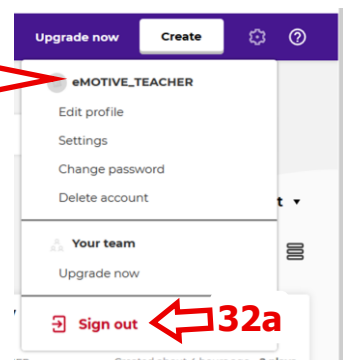 Upgrade now Create
eMOTIVE_TEACHER
Edit profile
Settings
Change password
Delete account
t
Your team
Upgrade now
Sign out 32a